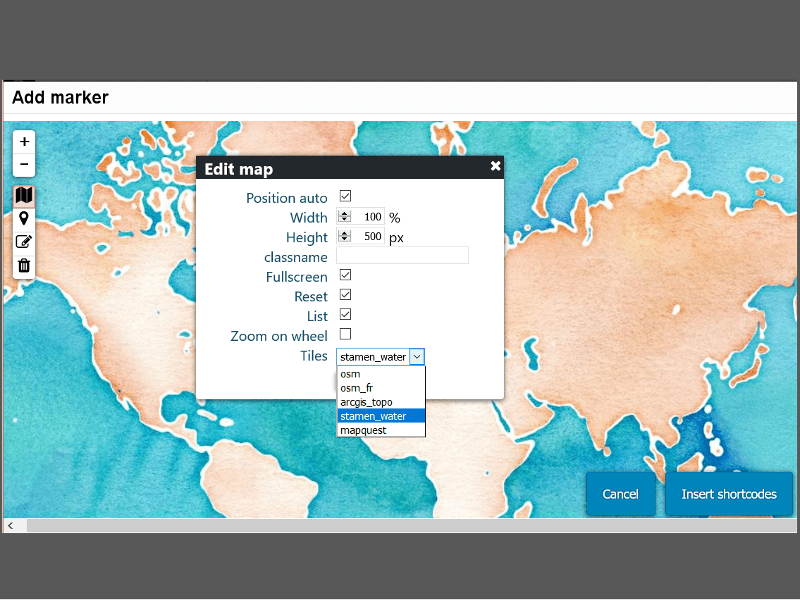 Add marker
+
−
Edit map
Position auto
Width 100 %
Height 500 px
classname
Fullscreen
Reset
List
Zoom on wheel
Tiles stamen_water
osm
osm_fr
arcgis_topo
stamen_water
mapquest
Cancel
Insert shortcodes